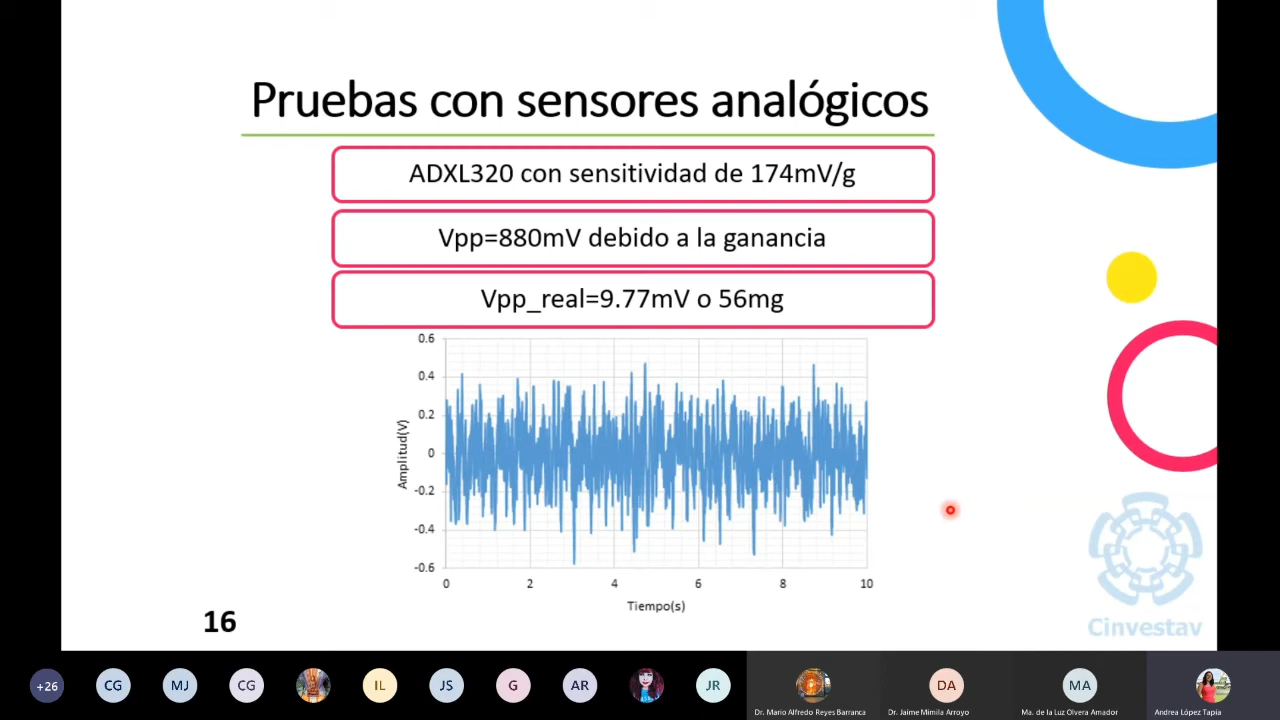 Pruebas con sensores analógicos
ADXL320 con sensitividad de 174mV/g
Vpp=880mV debido a la ganancia
Vpp_real=9.77mV o 56mg
0.6
0.4
0.2
0
-0.2
-0.4
-0.6
Amplitud(V)
0 2 4 6 8 10
Tiempo(s)
16
Cinvestav
+26 CG MJ CG IL JS G AR JR DA MA
Dr. Mario Alfredo Reyes Barranca Dr. Jaime Mimila Arroyo Ma. de la Luz Olvera Amador Andrea López Tapia